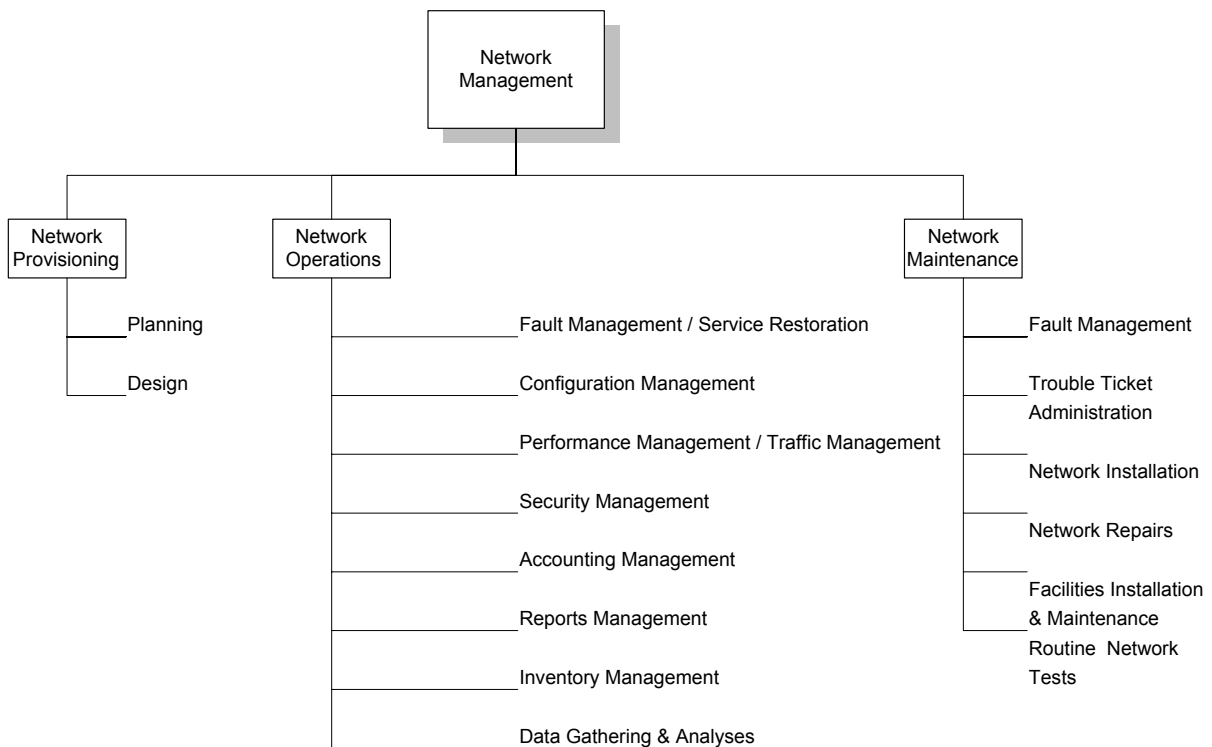 Network
Management
Network
Provisioning
Planning
Design
Network
Operations
Fault Management / Service Restoration
Configuration Management
Performance Management / Traffic Management
Security Management
Accounting Management
Reports Management
Inventory Management
Data Gathering & Analyses
Network
Maintenance
Fault Management
Trouble Ticket
Administration
Network Installation
Network Repairs
Facilities Installation
& Maintenance
Routine Network
Tests